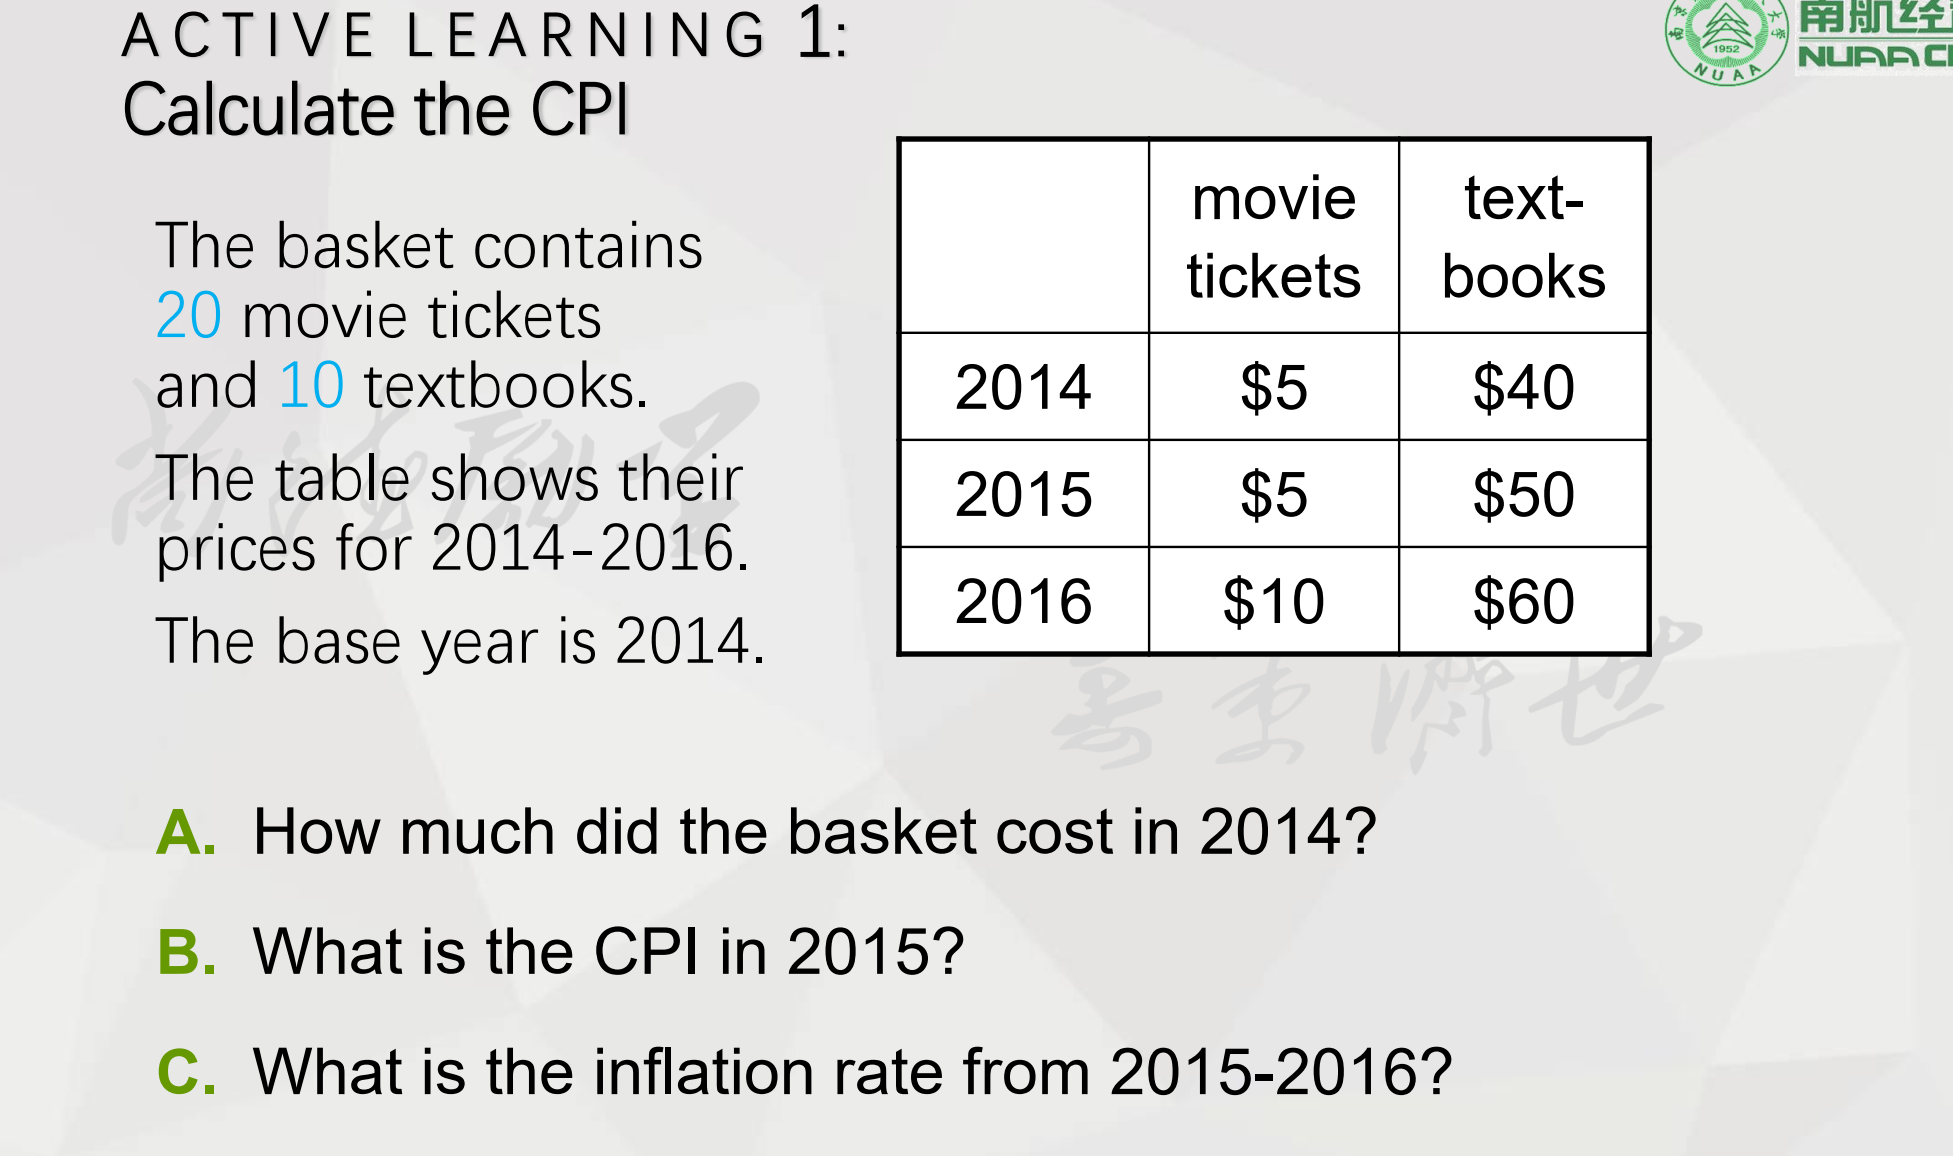 ACTIVE LEARNING 1:
Calculate the CPI
NUAA
1952
南航经
NUAA
The basket contains
20 movie tickets
and 10 textbooks.
The table shows their
prices for 2014-2016.
The base year is 2014.
movie tickets text-books
2014 $5 $40
2015 $5 $50
2016 $10 $60
A. How much did the basket cost in 2014?
B. What is the CPI in 2015?
C. What is the inflation rate from 2015-2016?